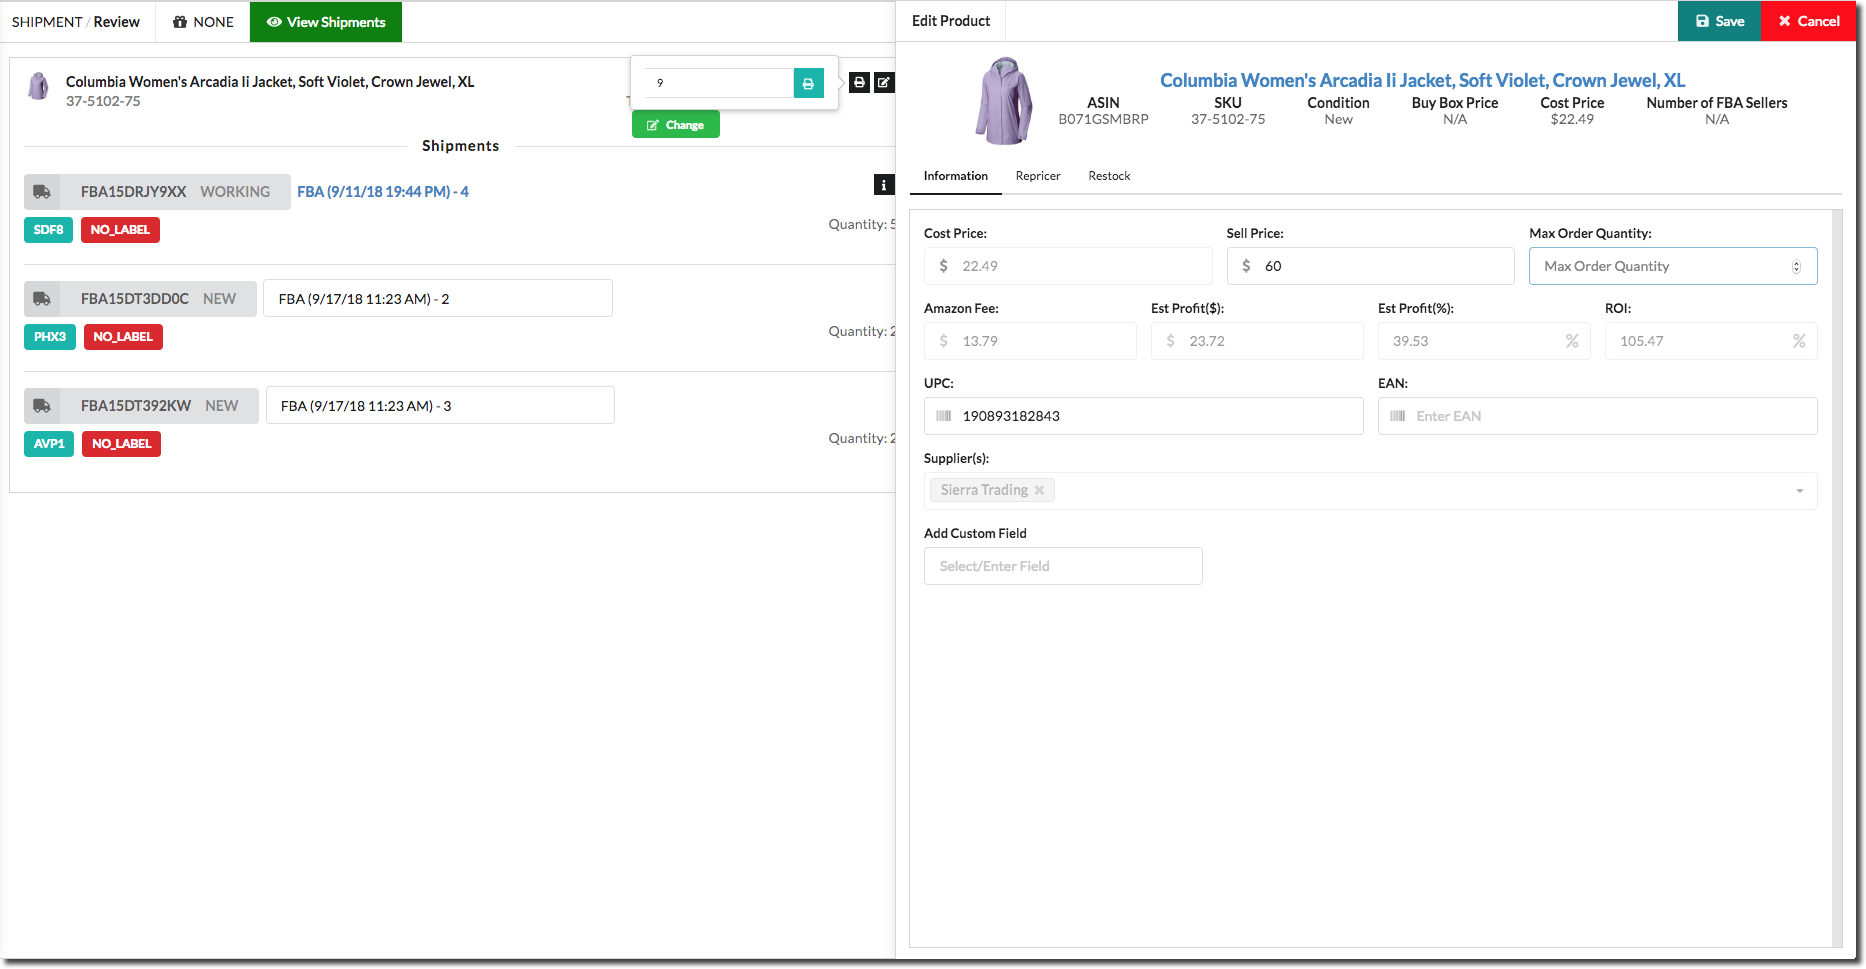 SHIPMENT / Review
NONE
View Shipments
Columbia Women's Arcadia Ii Jacket, Soft Violet, Crown Jewel, XL
37-5102-75
9
Change
Shipments
FBA15DRJY9XX WORKING
FBA (9/11/18 19:44 PM) - 4
SDF8
NO_LABEL
Quantity: 5
FBA15DT3DD0C NEW
FBA (9/17/18 11:23 AM) - 2
PHX3
NO_LABEL
Quantity: 2
FBA15DT392KW NEW
FBA (9/17/18 11:23 AM) - 3
AVP1
NO_LABEL
Quantity: 2
Edit Product
Save
Cancel
Columbia Women's Arcadia Ii Jacket, Soft Violet, Crown Jewel, XL
ASIN SKU Condition Buy Box Price Cost Price Number of FBA Sellers
B071GSMBRP 37-5102-75 New N/A $22.49 N/A
Information Repricer Restock
Cost Price: Sell Price: Max Order Quantity:
$ 22.49 $ 60 Max Order Quantity
Amazon Fee: Est Profit($): Est Profit(%): ROI:
$ 13.79 $ 23.72 39.53 % 105.47 %
UPC: EAN:
190893182843 Enter EAN
Supplier(s):
Sierra Trading
Add Custom Field
Select/Enter Field